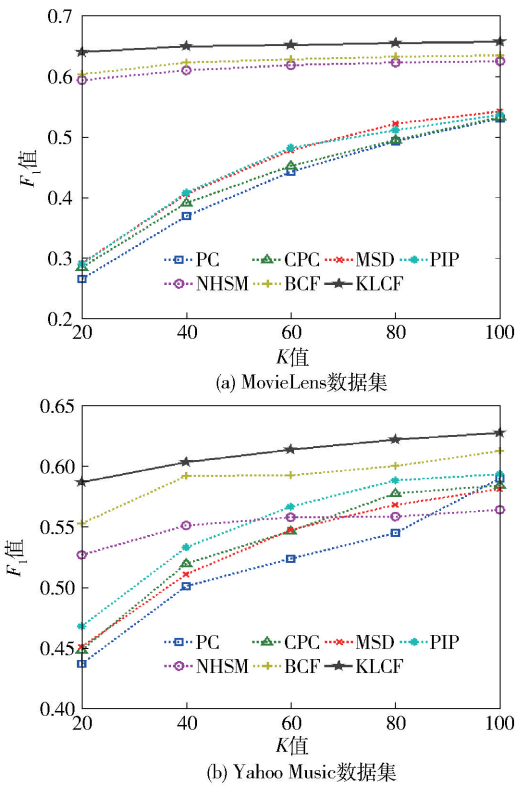 0.7
0.6
0.5
0.4
0.3
0.2
F₁值
PC CPC MSD PIP
NHSM BCF KLCF
20 40 60 80 100
K值
(a) MovieLens数据集
0.65
0.60
0.55
0.50
0.45
0.40
F₁值
PC CPC MSD PIP
NHSM BCF KLCF
20 40 60 80 100
K值
(b) Yahoo Music数据集